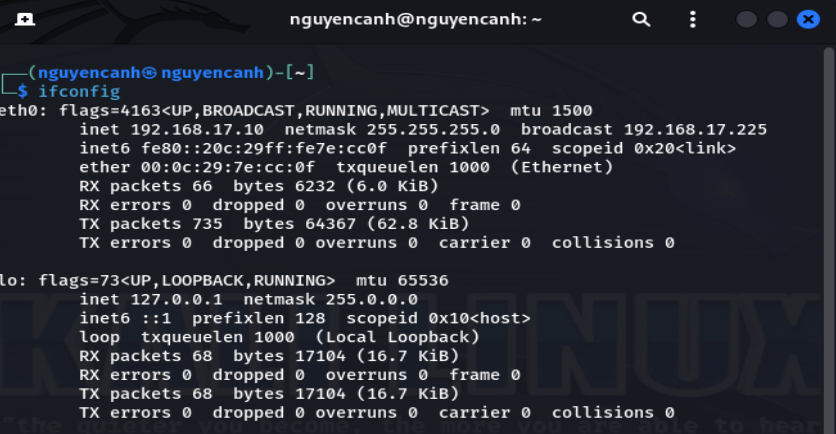 nguyencanh@nguyencanh: ~
(nguyencanh㉿nguyencanh)-[~]
$ ifconfig
eth0: flags=4163<UP,BROADCAST,RUNNING,MULTICAST>  mtu 1500
inet 192.168.17.10  netmask 255.255.255.0  broadcast 192.168.17.225
inet6 fe80::20c:29ff:fe7e:cc0f  prefixlen 64  scopeid 0x20<link>
ether 00:0c:29:7e:cc:0f  txqueuelen 1000  (Ethernet)
RX packets 66  bytes 6232 (6.0 KiB)
RX errors 0  dropped 0  overruns 0  frame 0
TX packets 735  bytes 64367 (62.8 KiB)
TX errors 0  dropped 0 overruns 0  carrier 0  collisions 0
lo: flags=73<UP,LOOPBACK,RUNNING>  mtu 65536
inet 127.0.0.1  netmask 255.0.0.0
inet6 ::1  prefixlen 128  scopeid 0x10<host>
loop  txqueuelen 1000  (Local Loopback)
RX packets 68  bytes 17104 (16.7 KiB)
RX errors 0  dropped 0  overruns 0  frame 0
TX packets 68  bytes 17104 (16.7 KiB)
TX errors 0  dropped 0 overruns 0  carrier 0  collisions 0
KALI LINUX
"the quieter you become, the more you are able to hear